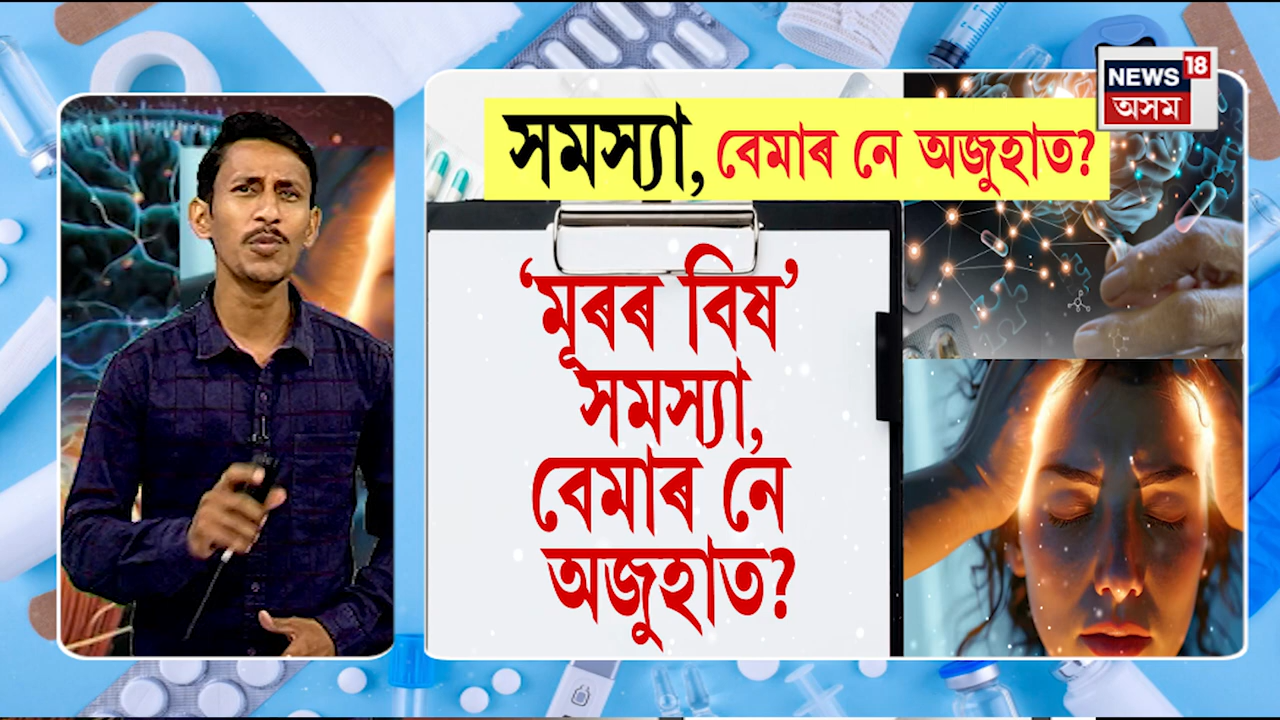 NEWS 18
অসম
সমস্যা, বেমাৰ নে অজুহাত?
‘মূৰৰ বিষ’
সমস্যা,
বেমাৰ নে
অজুহাত?